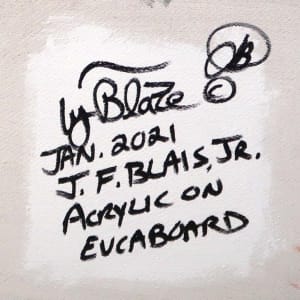 by Blaze ©
JAN. 2021
J. F. BLAIS, JR.
ACRYLIC ON
EUCABOARD